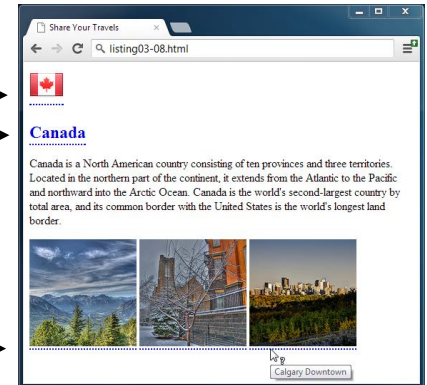 Share Your Travels
listing03-08.html
Canada
Canada is a North American country consisting of ten provinces and three territories.
Located in the northern part of the continent, it extends from the Atlantic to the Pacific
and northward into the Arctic Ocean. Canada is the world's second-largest country by
total area, and its common border with the United States is the world's longest land
border.
Calgary Downtown